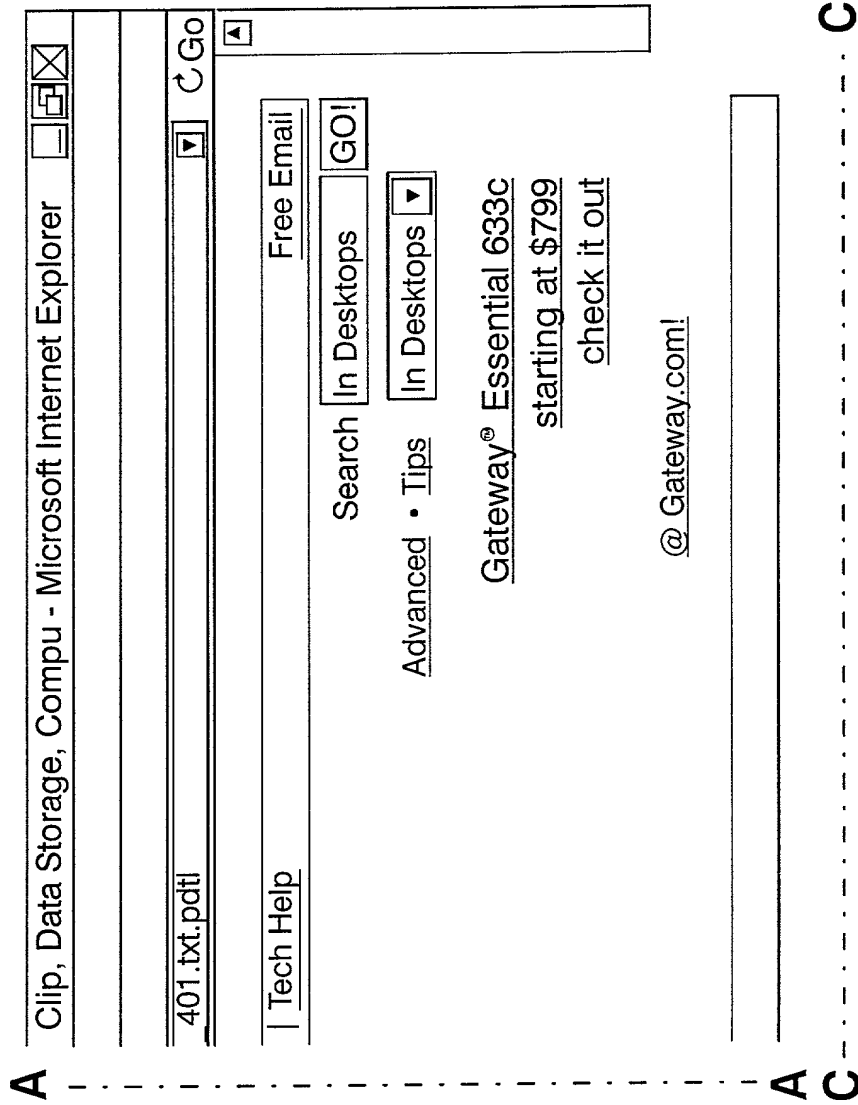 Clip, Data Storage, Compu - Microsoft Internet Explorer
401.txt.pdtl
Go
| Tech Help
Free Email
Search In Desktops GO!
Advanced • Tips In Desktops
Gateway® Essential 633c
starting at $799
check it out
@ Gateway.com!
A
A
C
C